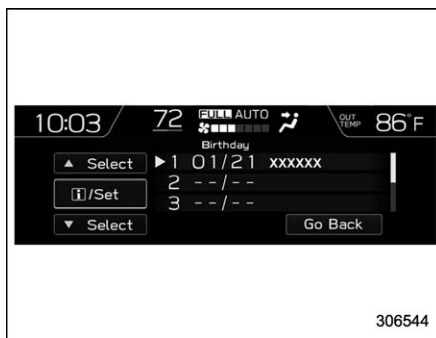 10:03 72 FULL AUTO OUT TEMP 86°F
Birthday
▲ Select ▶1 01/21 xxxxxx
i/Set 2 --/--
3 --/--
▼ Select Go Back
306544